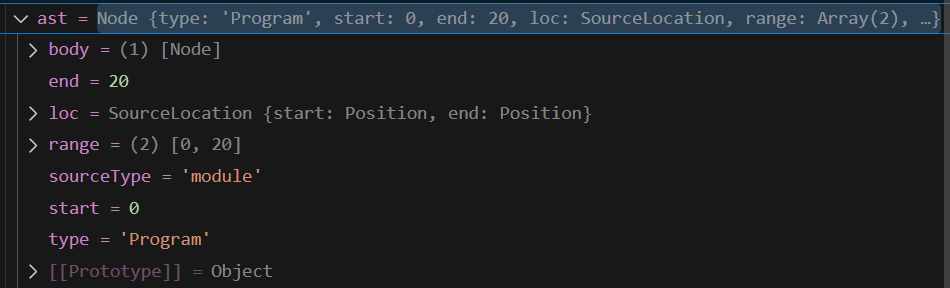 ast = Node {type: 'Program', start: 0, end: 20, loc: SourceLocation, range: Array(2), …}
body = (1) [Node]
end = 20
loc = SourceLocation {start: Position, end: Position}
range = (2) [0, 20]
sourceType = 'module'
start = 0
type = 'Program'
[[Prototype]] = Object